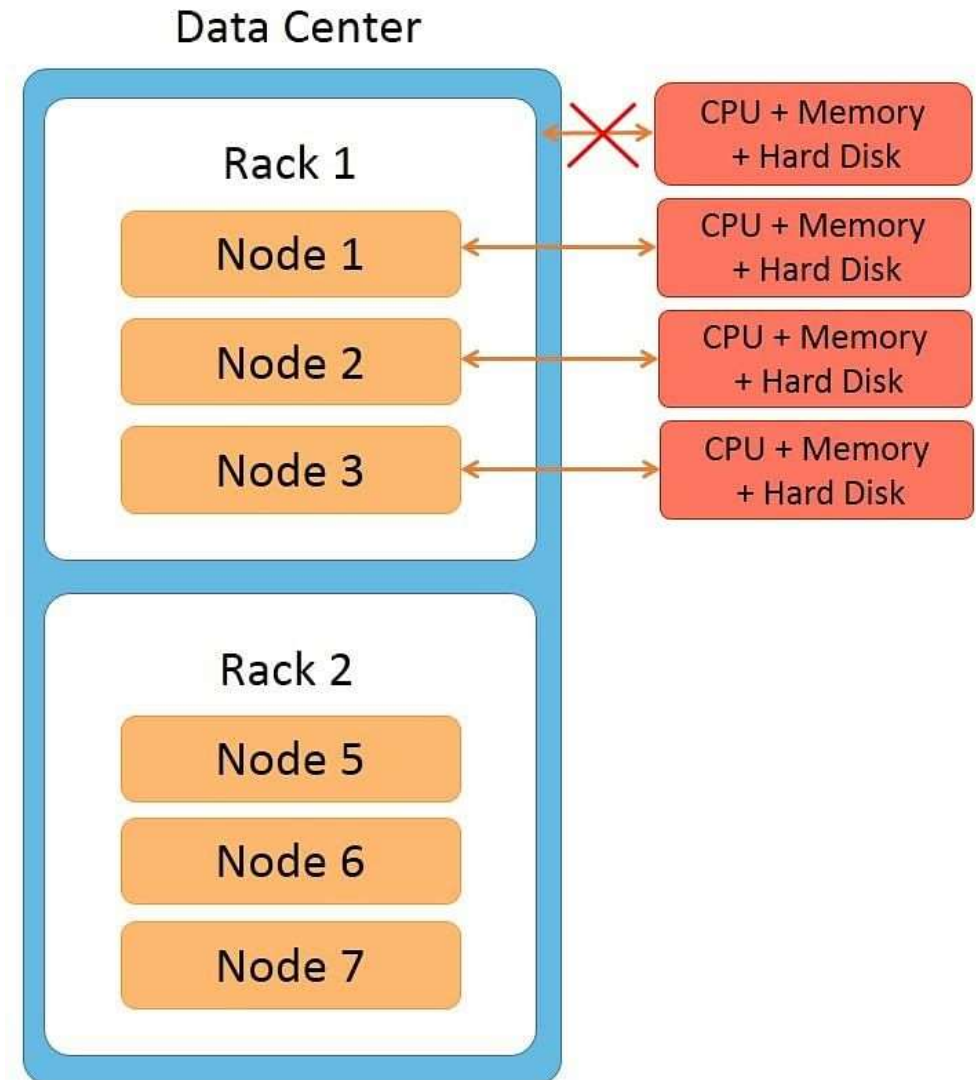 Data Center
Rack 1
CPU + Memory
+ Hard Disk
Node 1
CPU + Memory
+ Hard Disk
Node 2
CPU + Memory
+ Hard Disk
Node 3
CPU + Memory
+ Hard Disk
Rack 2
Node 5
Node 6
Node 7